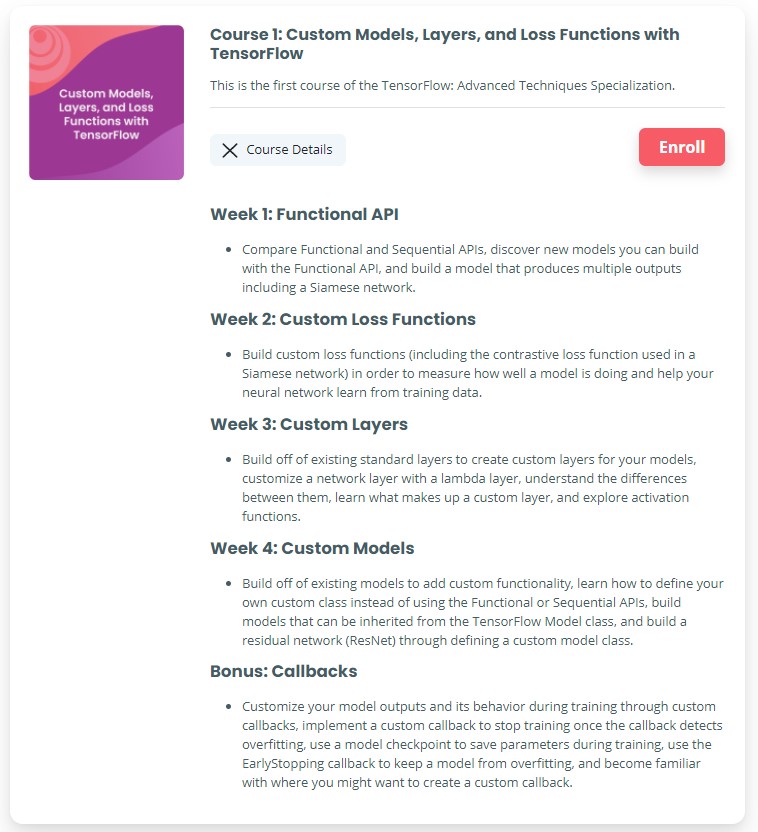 Custom Models,
Layers, and Loss
Functions with
TensorFlow
Course 1: Custom Models, Layers, and Loss Functions with
TensorFlow
This is the first course of the TensorFlow: Advanced Techniques Specialization.
Course Details
Enroll
Week 1: Functional API
• Compare Functional and Sequential APIs, discover new models you can build
with the Functional API, and build a model that produces multiple outputs
including a Siamese network.
Week 2: Custom Loss Functions
• Build custom loss functions (including the contrastive loss function used in a
Siamese network) in order to measure how well a model is doing and help your
neural network learn from training data.
Week 3: Custom Layers
• Build off of existing standard layers to create custom layers for your models,
customize a network layer with a lambda layer, understand the differences
between them, learn what makes up a custom layer, and explore activation
functions.
Week 4: Custom Models
• Build off of existing models to add custom functionality, learn how to define your
own custom class instead of using the Functional or Sequential APIs, build
models that can be inherited from the TensorFlow Model class, and build a
residual network (ResNet) through defining a custom model class.
Bonus: Callbacks
• Customize your model outputs and its behavior during training through custom
callbacks, implement a custom callback to stop training once the callback detects
overfitting, use a model checkpoint to save parameters during training, use the
EarlyStopping callback to keep a model from overfitting, and become familiar
with where you might want to create a custom callback.